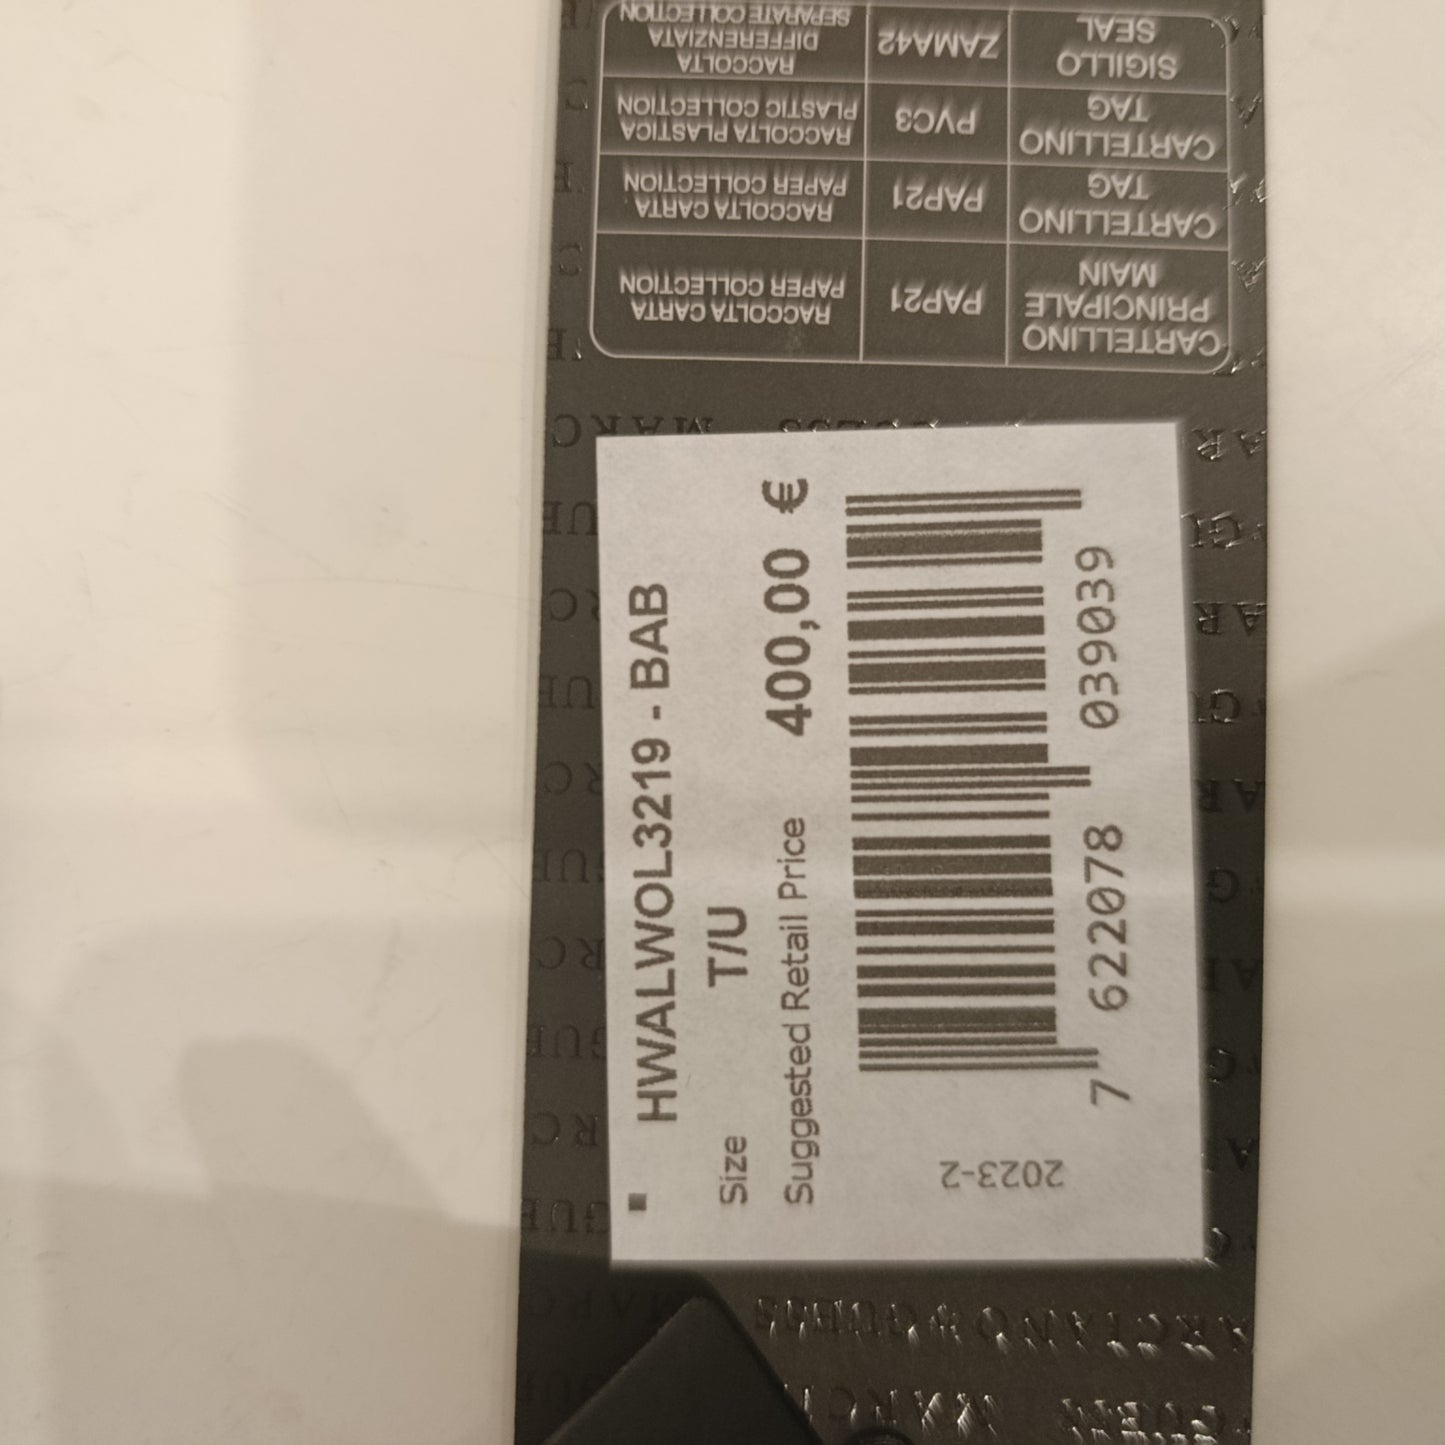 HWALWOL3219 - BAB
Size T/U
Suggested Retail Price 400,00 €
7 622078 039039
2023-2
CARTELLINO PRINCIPALE MAIN
PAP21
RACCOLTA CARTA
PAPER COLLECTION
CARTELLINO
TAG
PAP21
RACCOLTA CARTA
PAPER COLLECTION
CARTELLINO
TAG
PVC3
RACCOLTA PLASTICA
PLASTIC COLLECTION
SIGILLO
SEAL
ZAMA42
RACCOLTA
DIFFERENZIATA
SEPARATE COLLECTION